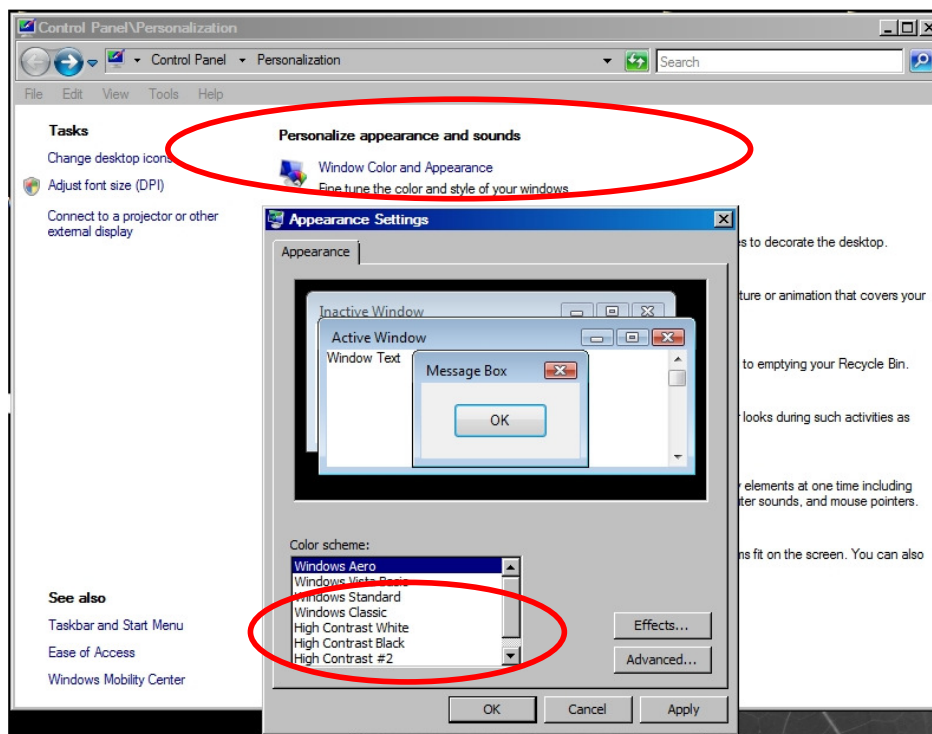 Control Panel\Personalization
Control Panel Personalization Search
File Edit View Tools Help
Tasks
Change desktop icons
Adjust font size (DPI)
Connect to a projector or other
external display
See also
Taskbar and Start Menu
Ease of Access
Windows Mobility Center
Personalize appearance and sounds
Window Color and Appearance
Fine tune the color and style of your windows
s to decorate the desktop.
ture or animation that covers your
to emptying your Recycle Bin.
looks during such activities as
elements at one time including
ter sounds, and mouse pointers.
ms fit on the screen. You can also
Appearance Settings
Appearance
Inactive Window
Active Window
Window Text
Message Box
OK
Color scheme:
Windows Aero
Windows Vista Basic
Windows Standard
Windows Classic
High Contrast White
High Contrast Black
High Contrast #2
Effects...
Advanced...
OK Cancel Apply